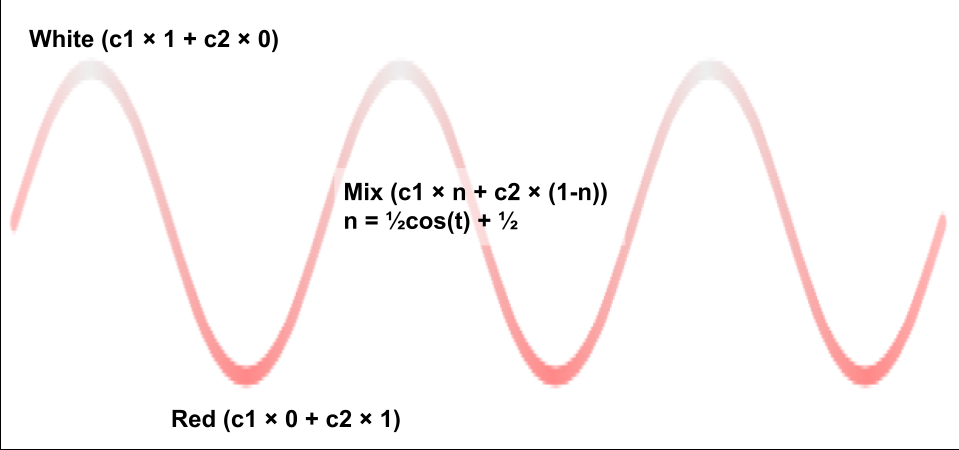 White (c1 × 1 + c2 × 0)
Mix (c1 × n + c2 × (1-n))
n = ½cos(t) + ½
Red (c1 × 0 + c2 × 1)